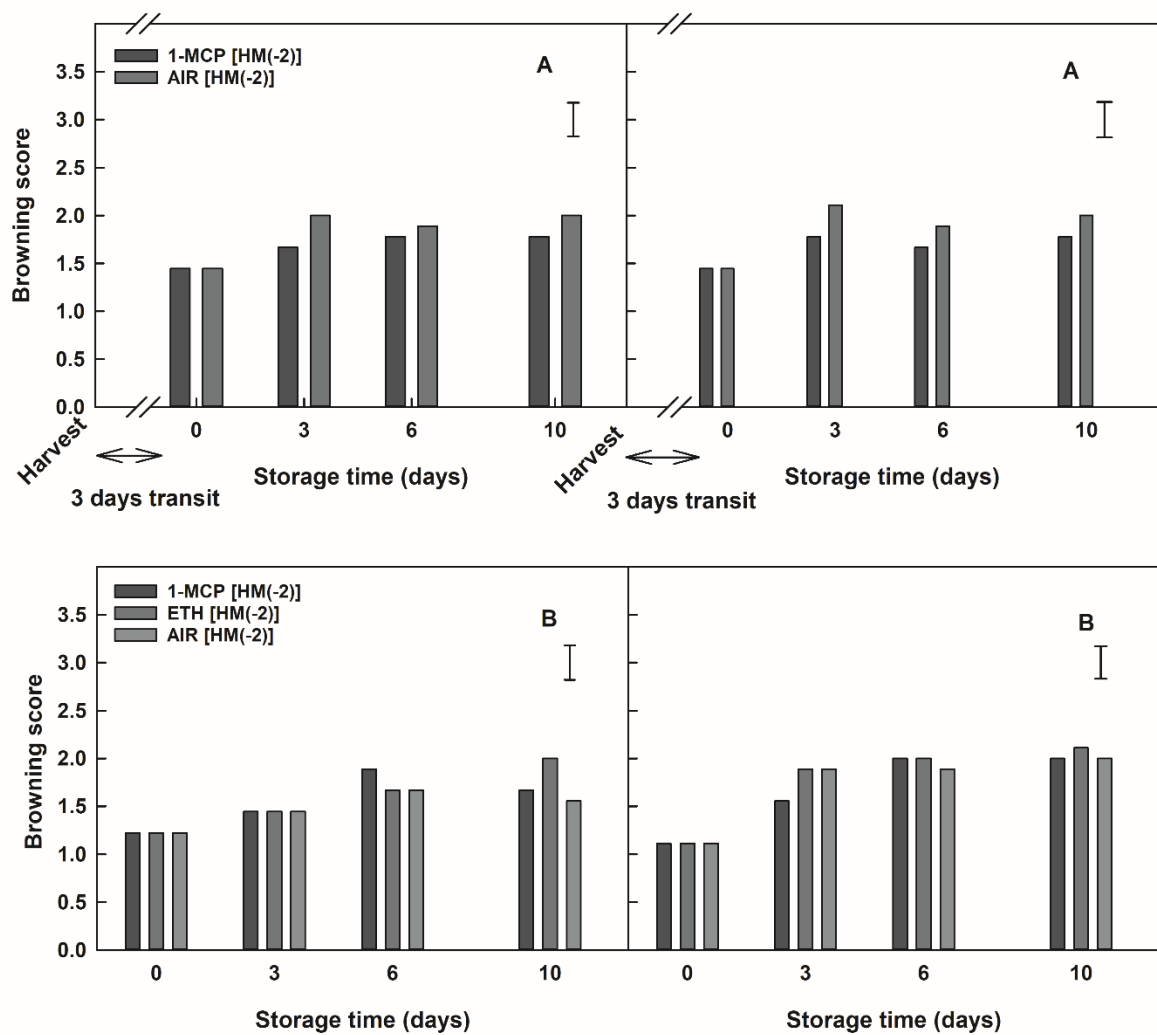 1-MCP [HM(-2)]
AIR [HM(-2)]
A
A
Browning score
3.5
3.0
2.5
2.0
1.5
1.0
0.5
0.0
0 3 6 10
0 3 6 10
Harvest
Harvest
Storage time (days)
Storage time (days)
3 days transit
3 days transit
1-MCP [HM(-2)]
ETH [HM(-2)]
AIR [HM(-2)]
B
B
Browning score
3.5
3.0
2.5
2.0
1.5
1.0
0.5
0.0
0 3 6 10
0 3 6 10
Storage time (days)
Storage time (days)